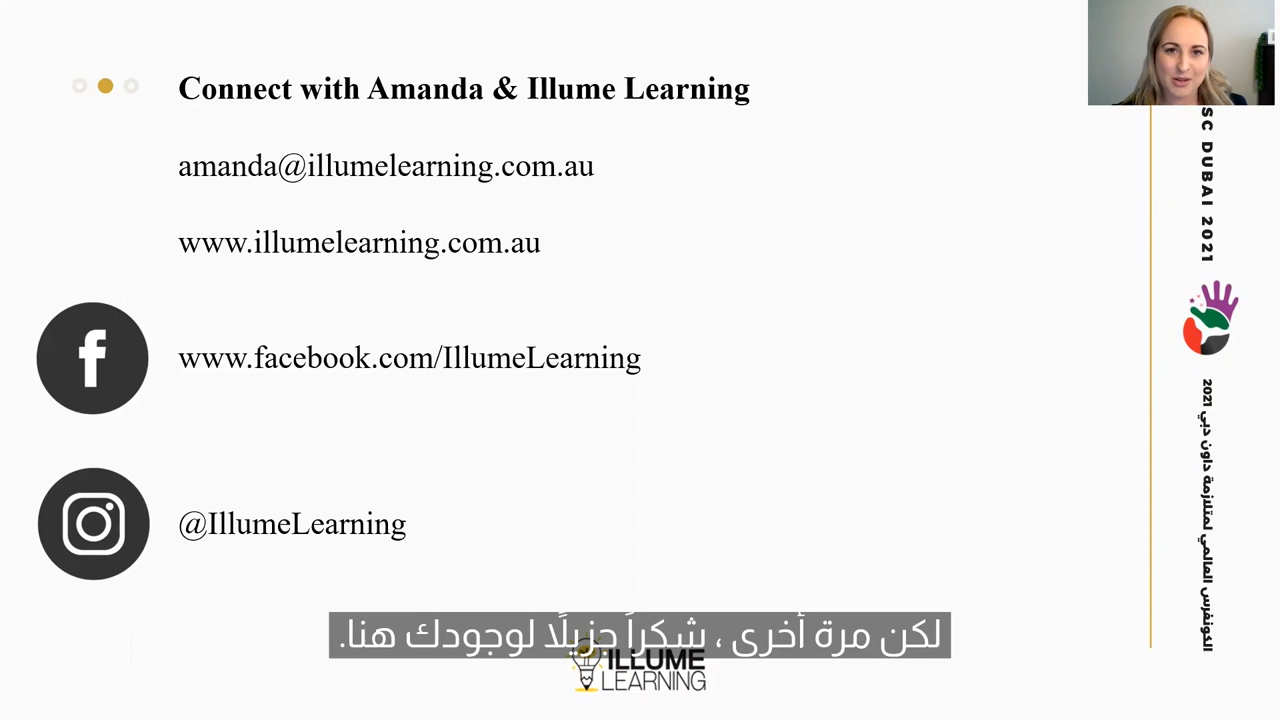 Connect with Amanda & Illume Learning
amanda@illumelearning.com.au
www.illumelearning.com.au
www.facebook.com/IllumeLearning
@IllumeLearning
لكن مرة أخرى ، شكراً جزيلًا لوجودك هنا.
ILLUME
LEARNING
SC DUBAI 2021
الكونغرس العالمي لمتلازمة داون دبي 2021